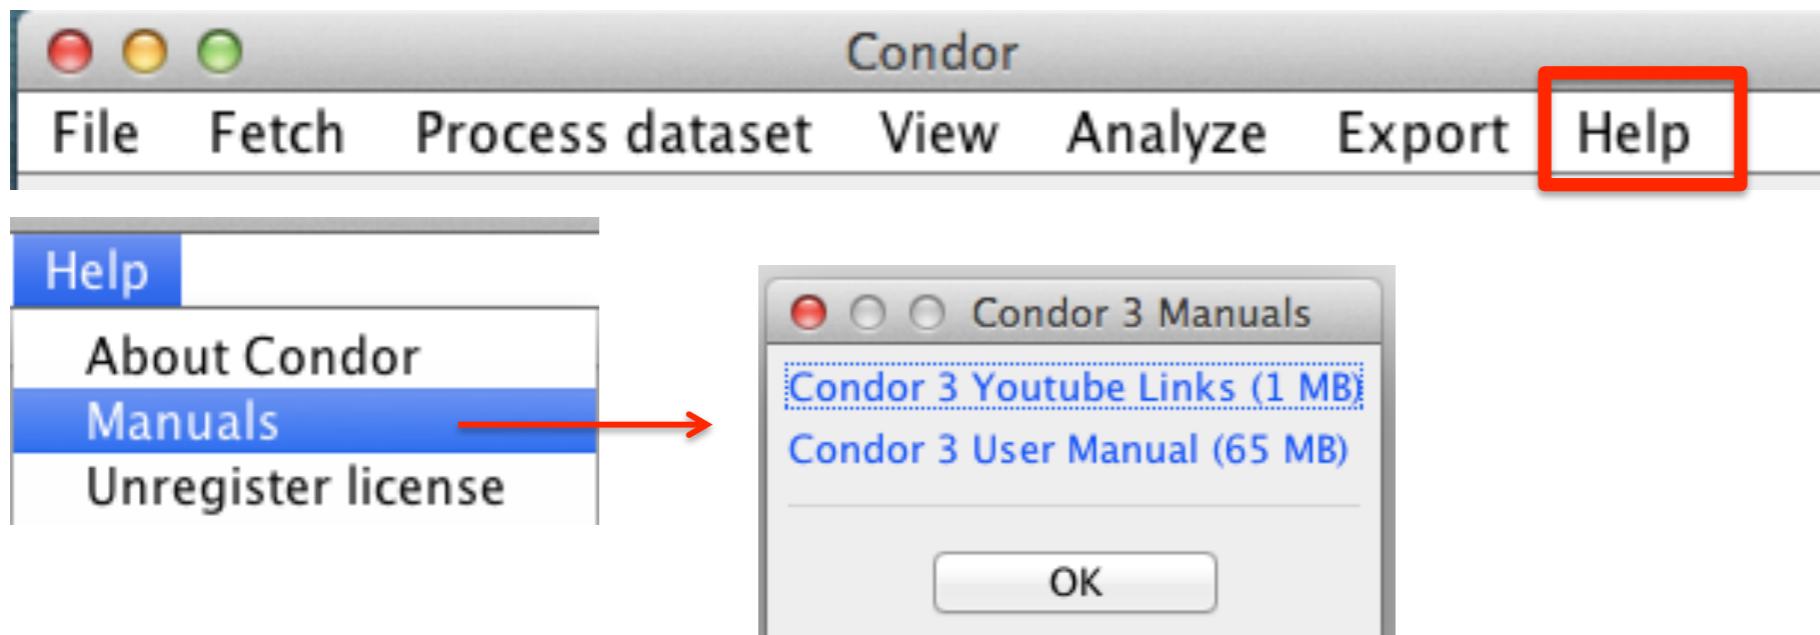 Condor
File Fetch Process dataset View Analyze Export Help
Help
About Condor
Manuals
Unregister license
Condor 3 Manuals
Condor 3 Youtube Links (1 MB)
Condor 3 User Manual (65 MB)
OK